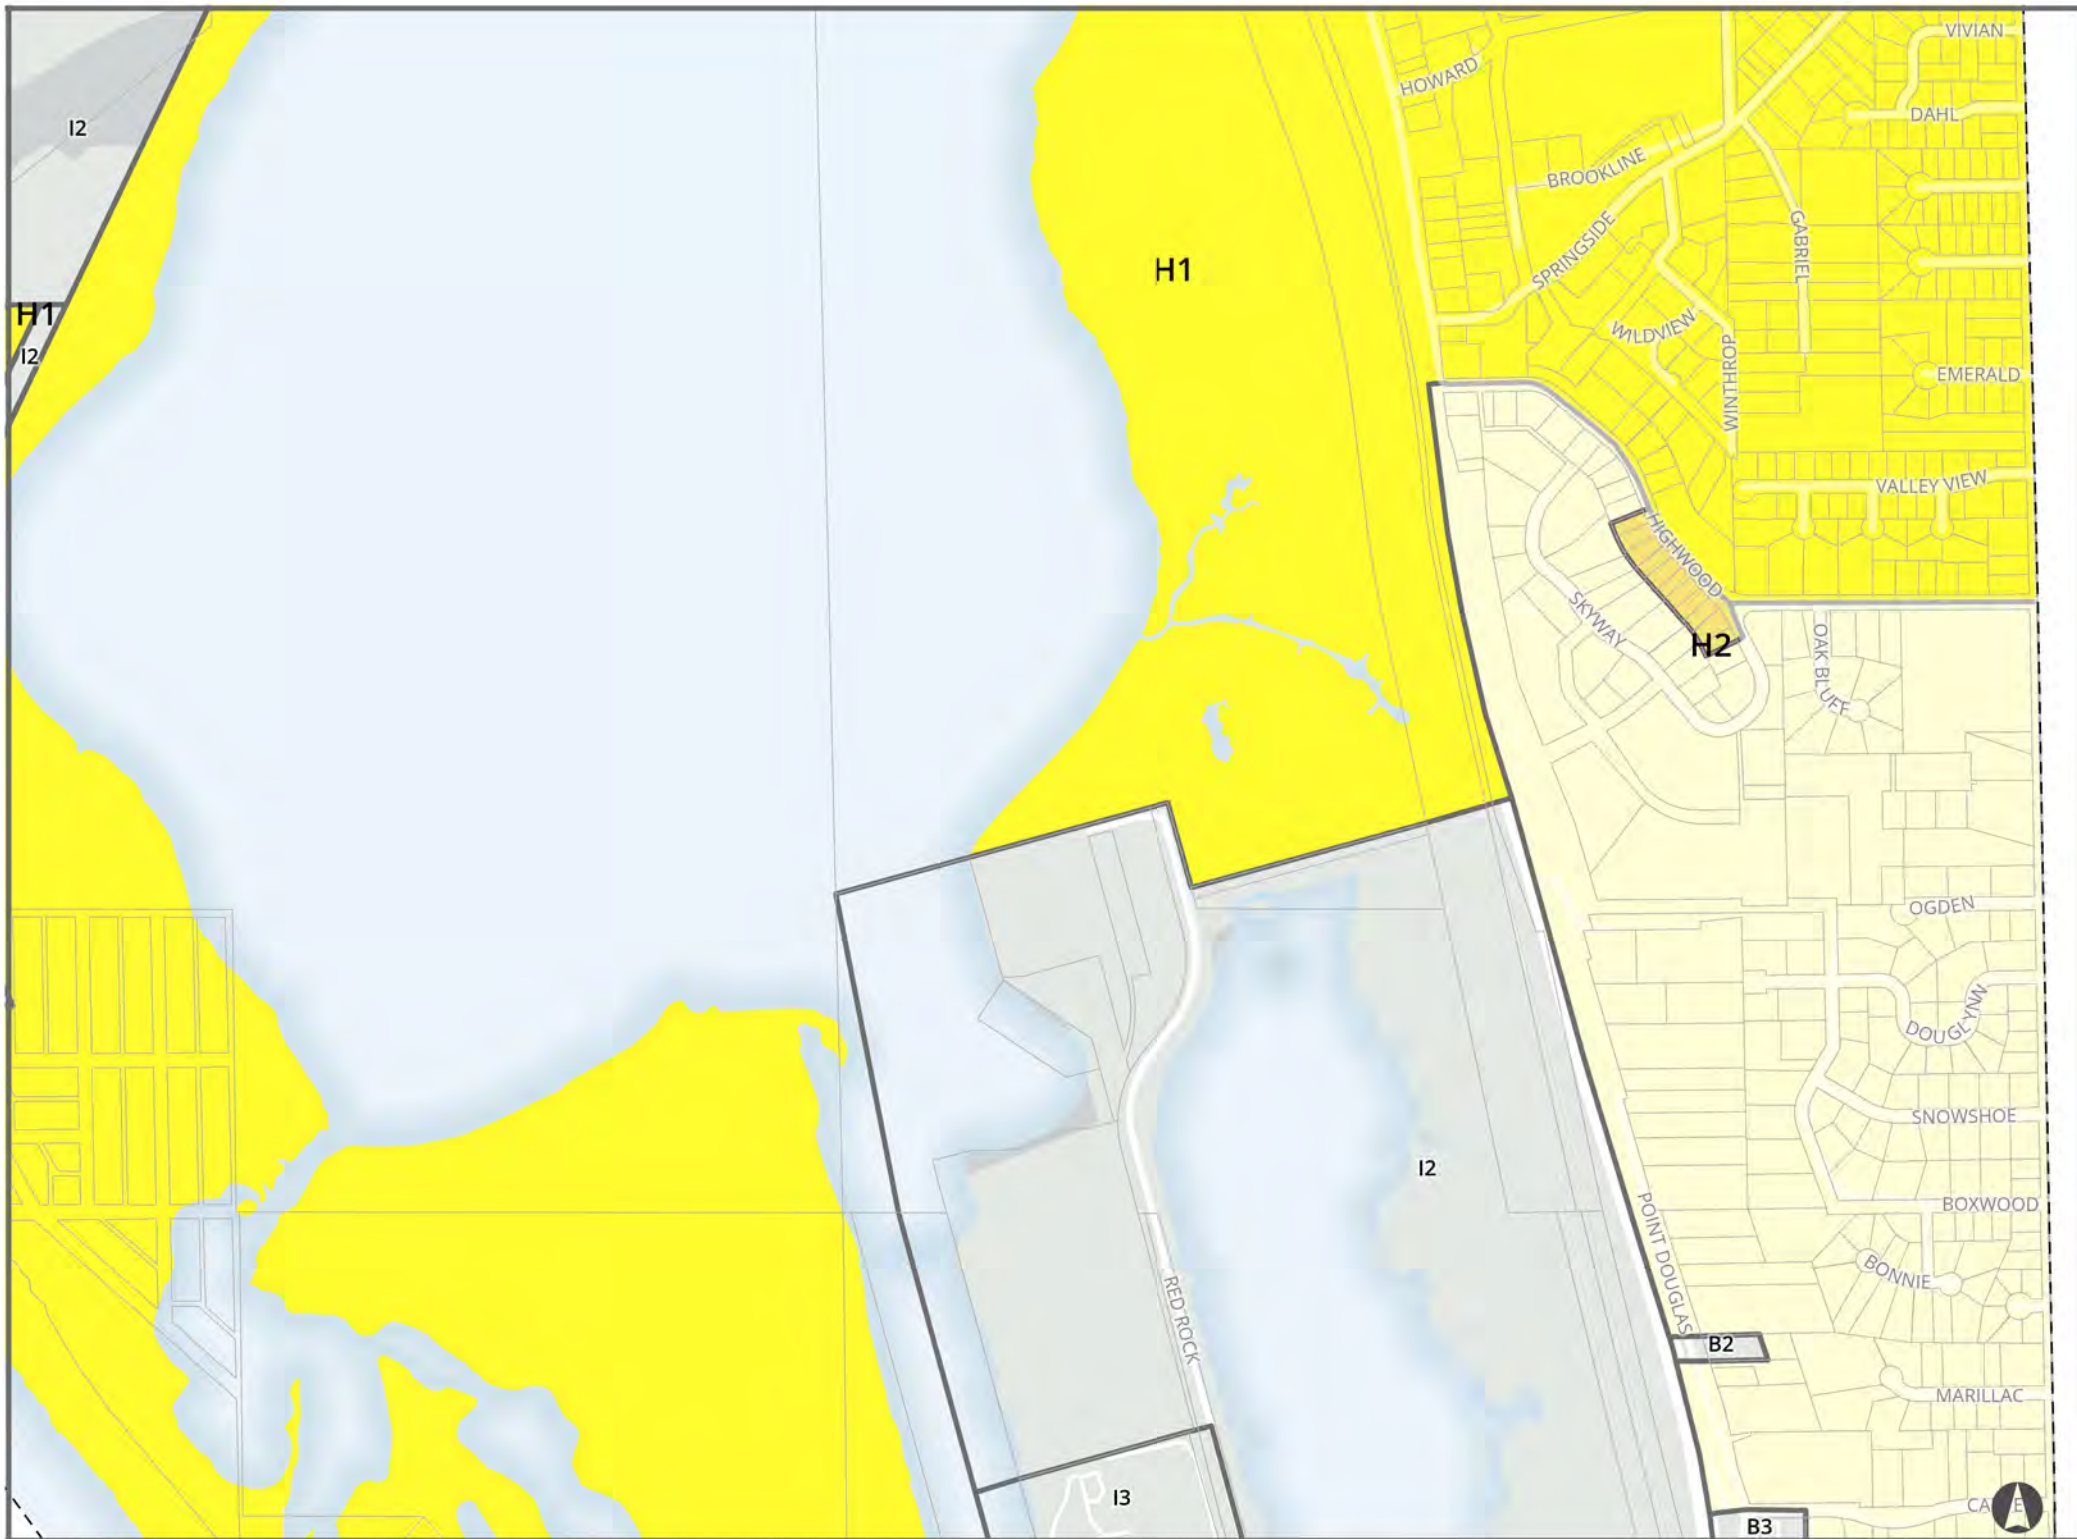 VIVIAN
HOWARD
DAHL
I2
BROOKLINE
GABRIEL
SPRINGSIDE
H1
H1
WILDVIEW
I2
WINTHROP
EMERALD
VALLEY VIEW
HIGHWOOD
SKYWAY
H2
OAK BLUFF
OGDEN
DOUGLYNN
SNOWSHOE
I2
BOXWOOD
POINT DOUGLAS
BONNIE
RED ROCK
B2
MARILLAC
I3
B3